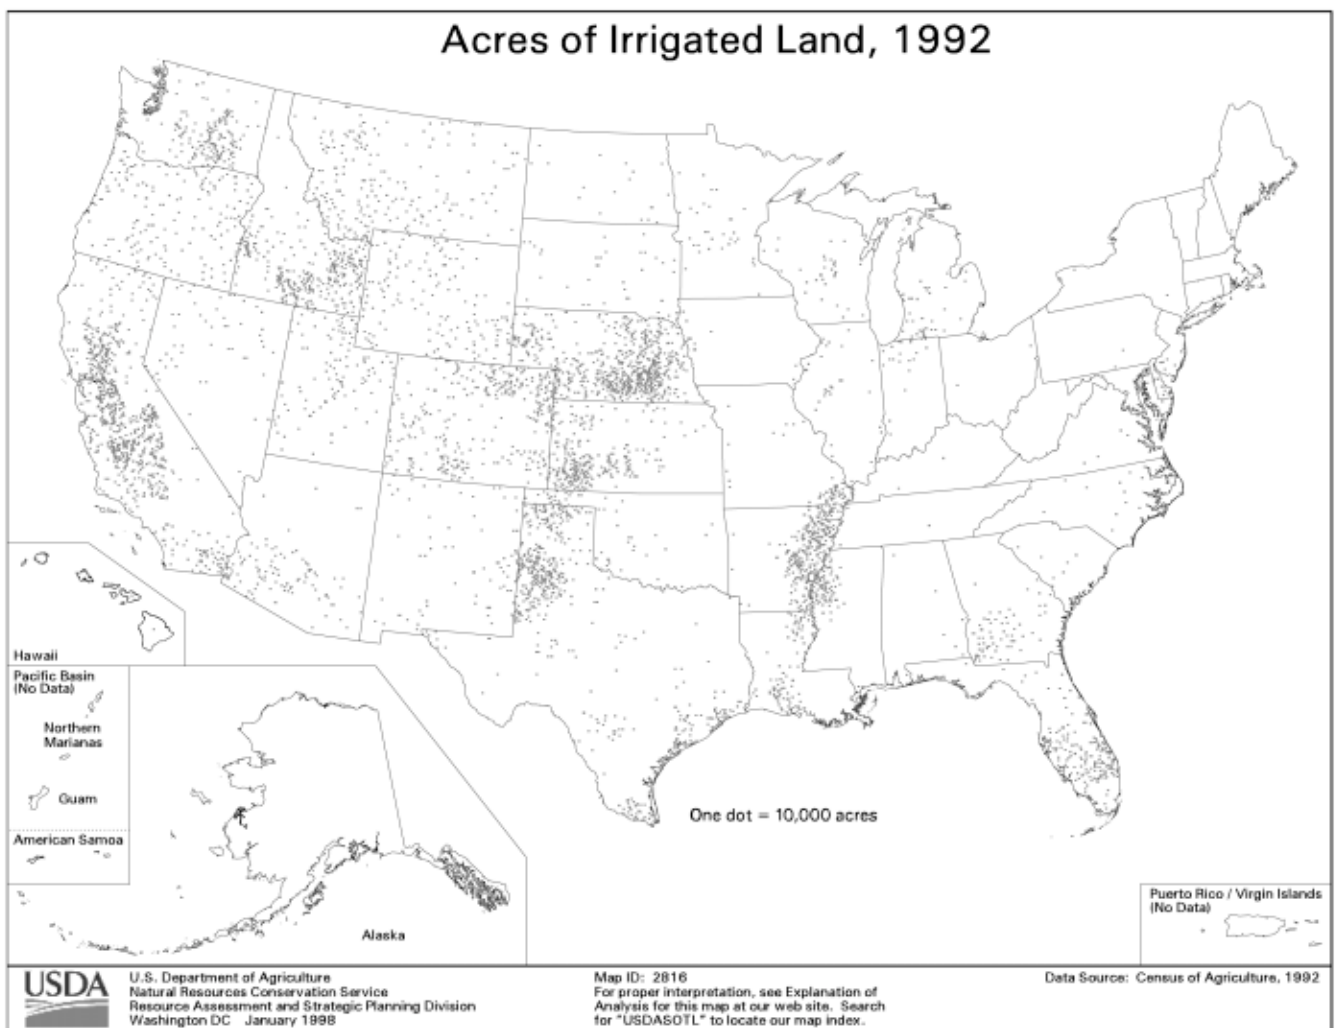 Acres of Irrigated Land, 1992
Hawaii
Pacific Basin
(No Data)
Northern
Marianas
Guam
American Samoa
Alaska
One dot = 10,000 acres
Puerto Rico / Virgin Islands
(No Data)
USDA
U.S. Department of Agriculture
Natural Resources Conservation Service
Resource Assessment and Strategic Planning Division
Washington DC January 1998
Map ID: 2816
For proper interpretation, see Explanation of
Analysis for this map at our web site. Search
for "USDASOTL" to locate our map index.
Data Source: Census of Agriculture, 1992